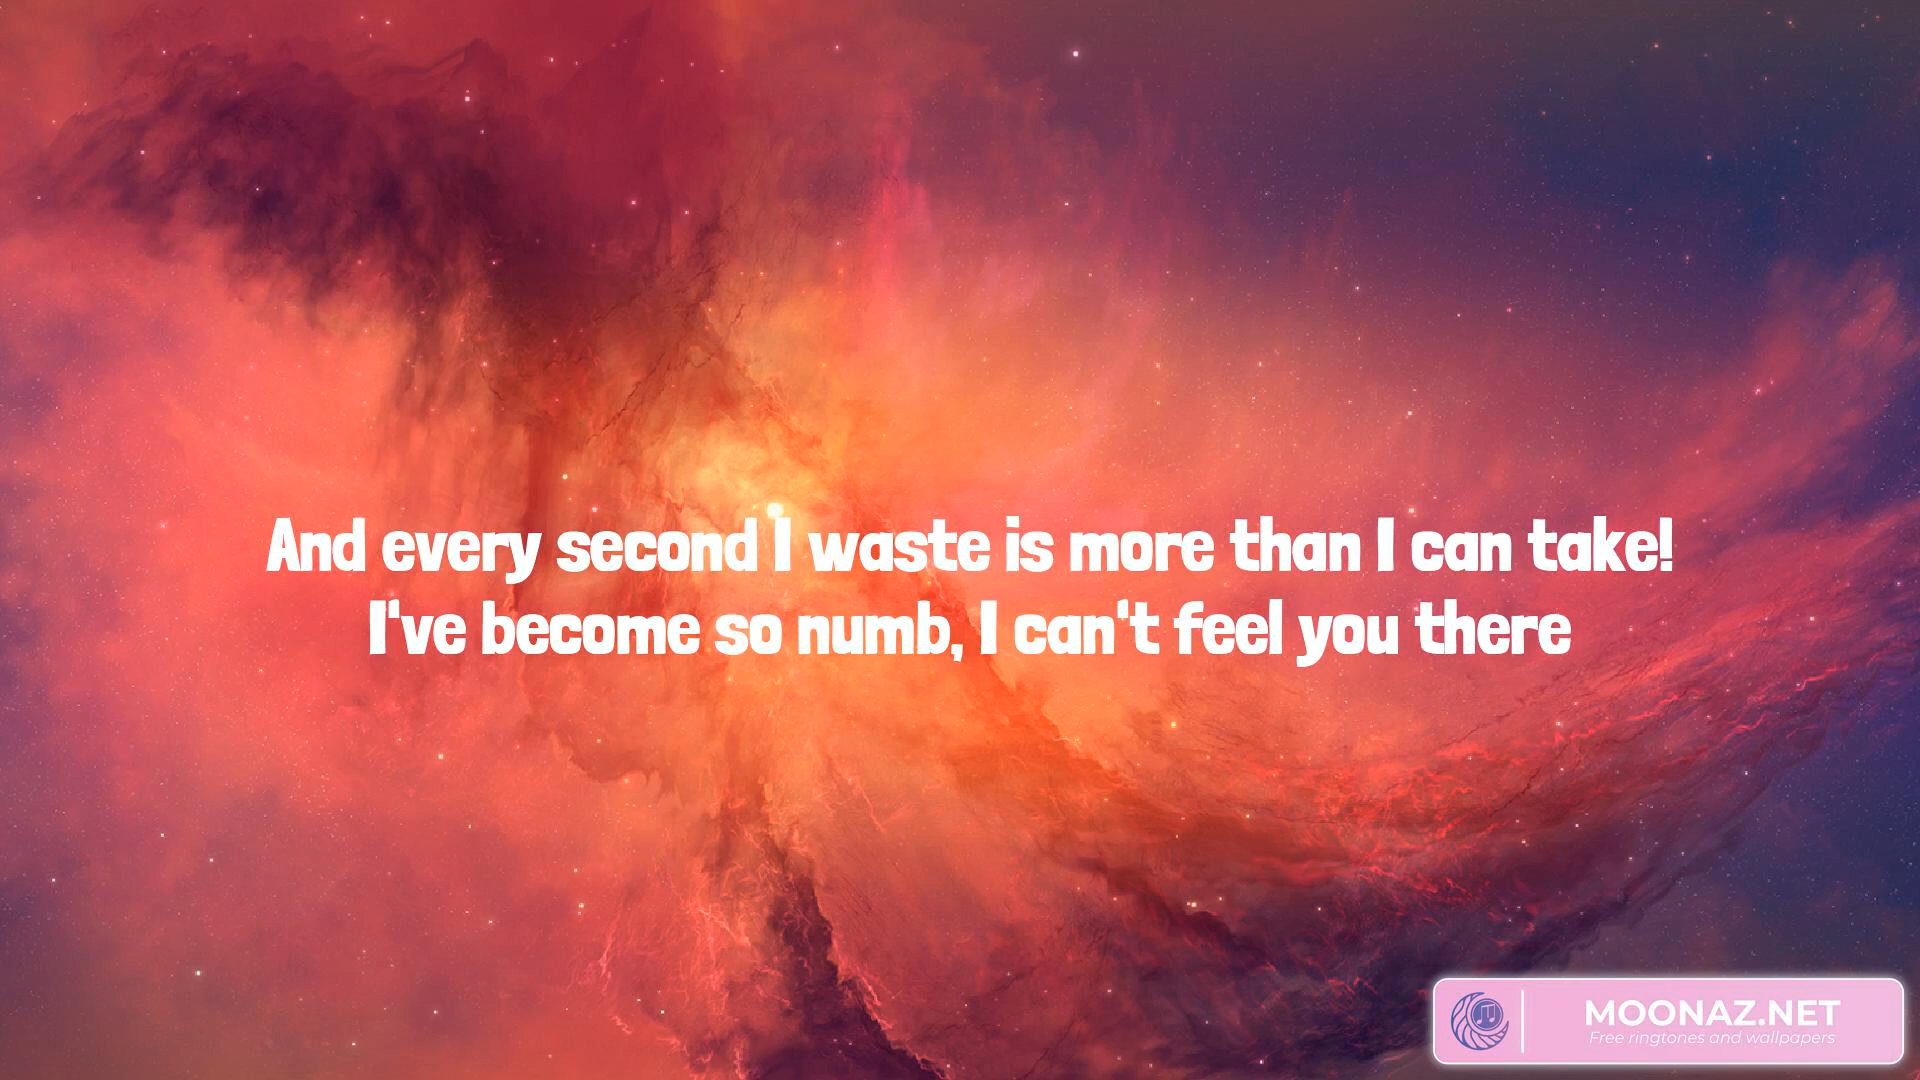 And every second I waste is more than I can take!
I've become so numb, I can't feel you there
MOONAZ.NET
Free ringtones and wallpapers